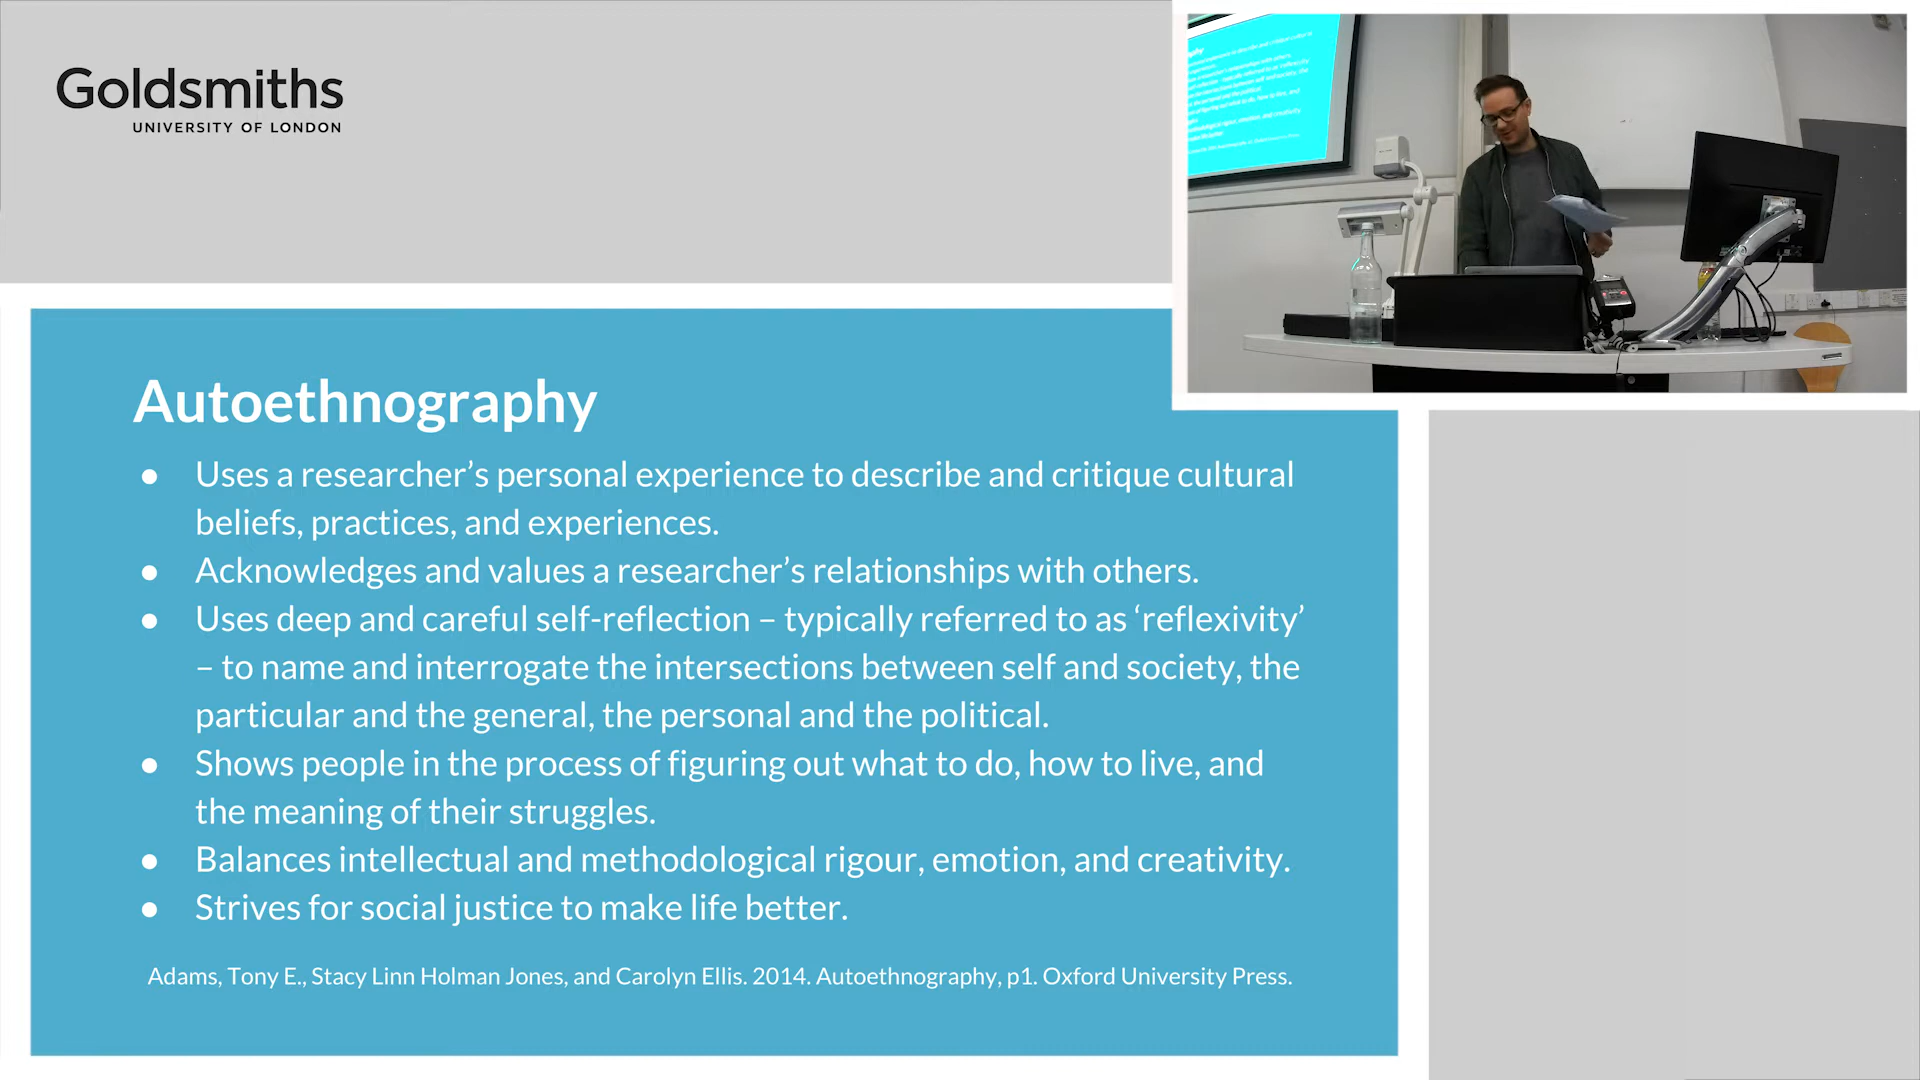 Goldsmiths
UNIVERSITY OF LONDON
Autoethnography
● Uses a researcher’s personal experience to describe and critique cultural
beliefs, practices, and experiences.
● Acknowledges and values a researcher’s relationships with others.
● Uses deep and careful self-reflection – typically referred to as ‘reflexivity’
– to name and interrogate the intersections between self and society, the
particular and the general, the personal and the political.
● Shows people in the process of figuring out what to do, how to live, and
the meaning of their struggles.
● Balances intellectual and methodological rigour, emotion, and creativity.
● Strives for social justice to make life better.
Adams, Tony E., Stacy Linn Holman Jones, and Carolyn Ellis. 2014. Autoethnography, p1. Oxford University Press.